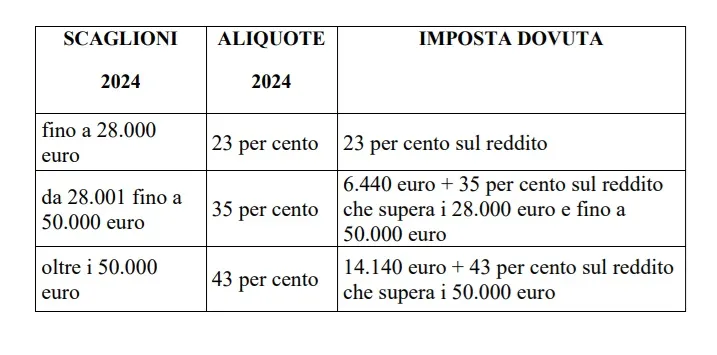 SCAGLIONI
2024
ALIQUOTE
2024
IMPOSTA DOVUTA
fino a 28.000
euro
23 per cento
23 per cento sul reddito
da 28.001 fino a
50.000 euro
35 per cento
6.440 euro + 35 per cento sul reddito
che supera i 28.000 euro e fino a
50.000 euro
oltre i 50.000
euro
43 per cento
14.140 euro + 43 per cento sul reddito
che supera i 50.000 euro